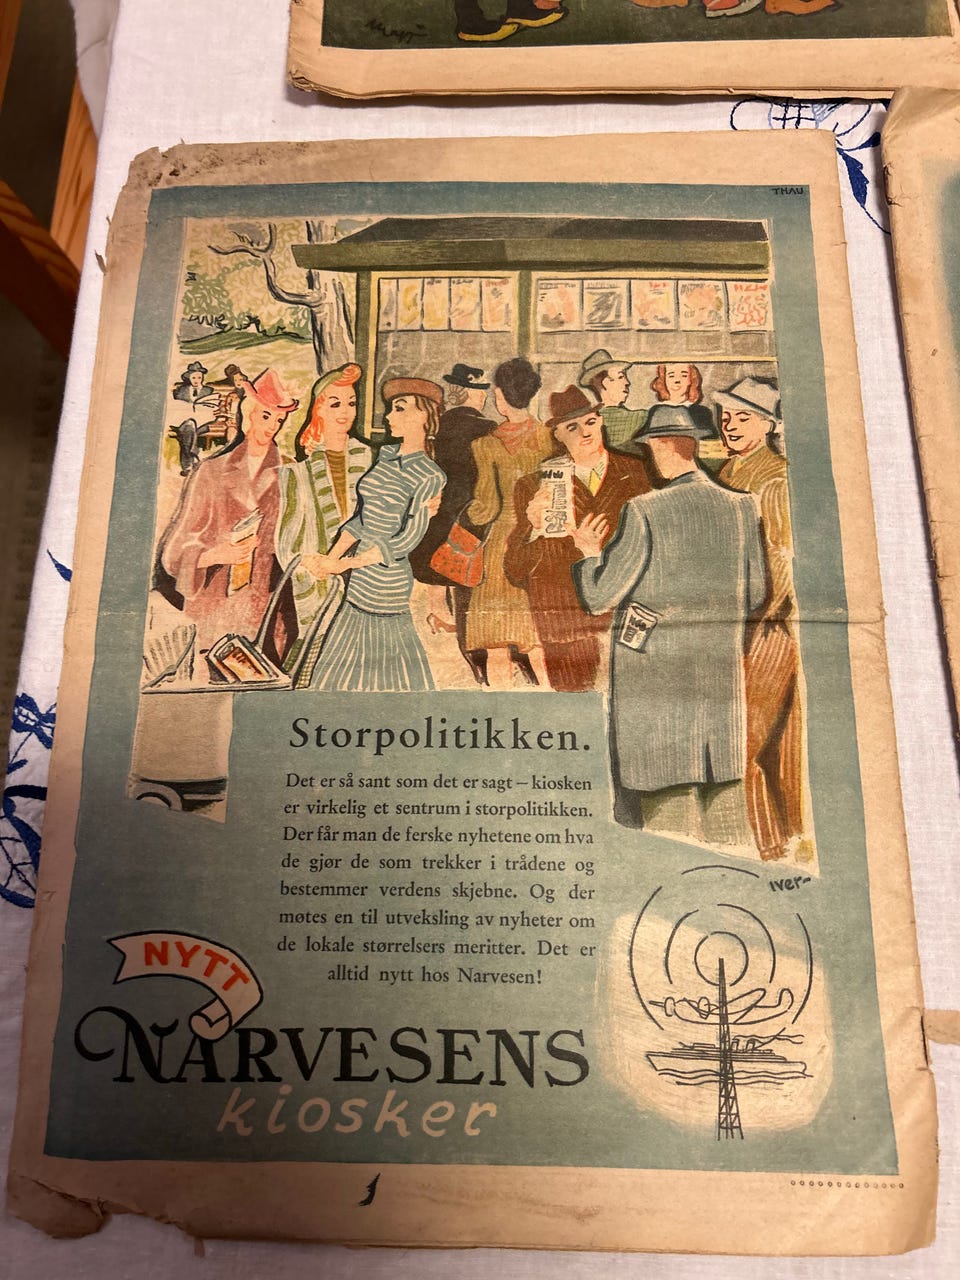 THAU
Storpolitikken.
Det er så sant som det er sagt – kiosken
er virkelig et sentrum i storpolitikken.
Der får man de ferske nyhetene om hva
de gjør de som trekker i trådene og
bestemmer verdens skjebne. Og der
møtes en til utveksling av nyheter om
de lokale størrelsers meritter. Det er
alltid nytt hos Narvesen!
Iver-
NYTT
NARVESENS
kiosker